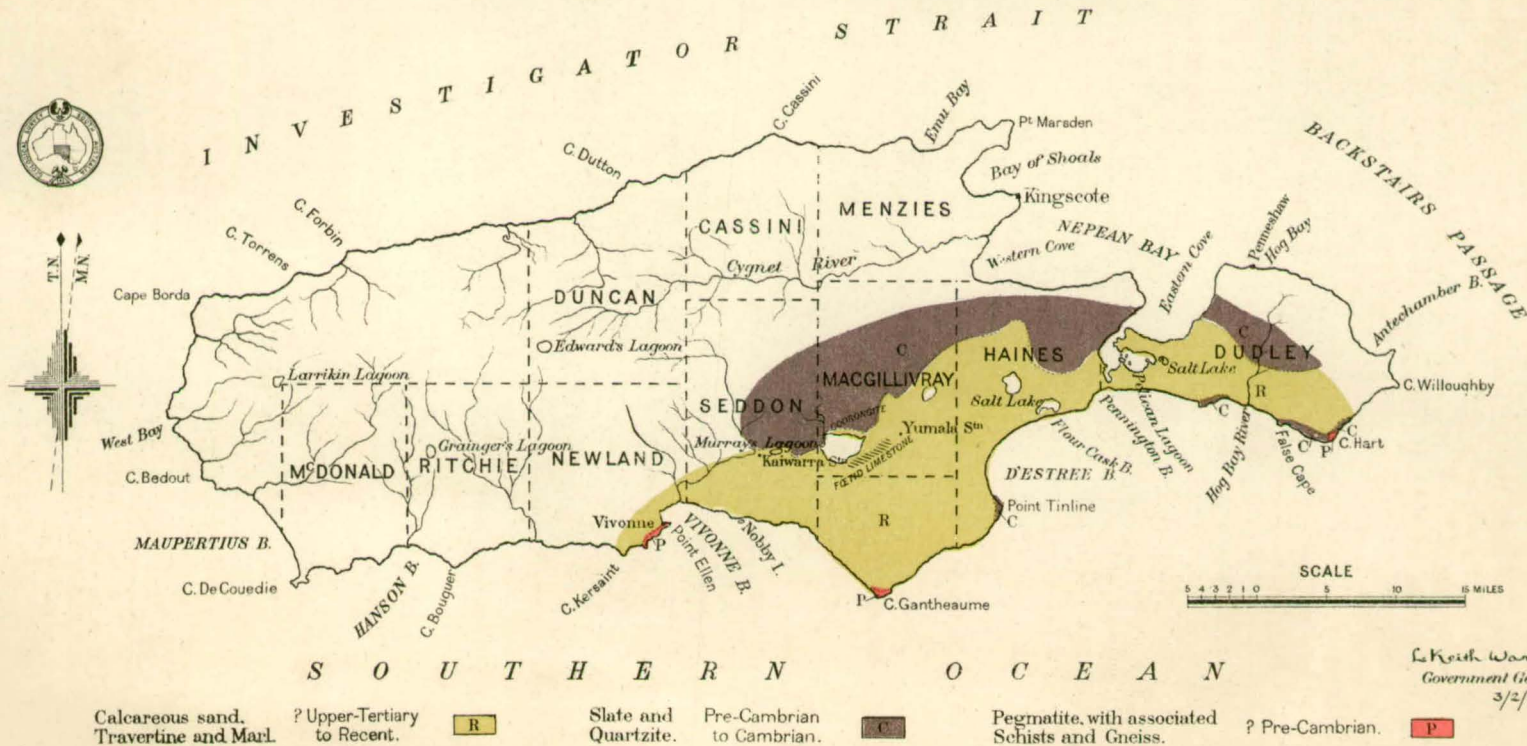 INVESTIGATOR STRAIT
BACKSTAIRS PASSAGE
C. Cassini
Emu Bay
Pt Marsden
C. Dutton
Bay of Shoals
Kingscote
C. Forbin
C. Torrens
CASSINI
MENZIES
NEPEAN BAY
Penneshaw
Hog Bay
T.N.
M.N.
Cygnet River
Western Cove
Eastern Cove
Antechamber B.
Cape Borda
DUNCAN
C
C
Edward's Lagoon
HAINES
DUDLEY
Salt Lake
Larrikin Lagoon
MACGILLIVRAY
Salt Lake
R
C. Willoughby
SEDDON
COORONGITE
Pelican Lagoon
C
West Bay
Grainger's Lagoon
Murray's Lagoon
Yumala Stn
Flour Cask B.
Pennington B.
Hog Bay River
False Cape
C
C
P
C. Hart
McDONALD
RITCHIE
NEWLAND
Kaiwarra Stn
FŒTID LIMESTONE
D'ESTREE B.
C. Bedout
Point Tinline
C
Vivonne
R
P
Point Ellen
VIVONNE B.
Nobby I.
MAUPERTIUS B.
C. De Couedie
HANSON B.
C. Bouguer
C. Kersaint
P
C. Gantheaume
SCALE
5 4 3 2 1 0 5 10 15 MILES
SOUTHERN OCEAN
L Keith
Government
3/2/
Calcareous sand,
Travertine and Marl.
? Upper-Tertiary
to Recent.
R
Slate and
Quartzite.
Pre-Cambrian
to Cambrian.
C
Pegmatite, with associated
Schists and Gneiss.
? Pre-Cambrian.
P